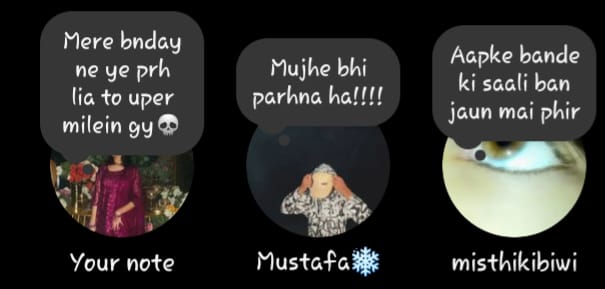 Mere bnday
ne ye prh
lia to uper
milein gy💀
Your note
Mujhe bhi
parhna ha!!!!
Mustafa❄️
Aapke bande
ki saali ban
jaun mai phir
misthikibiwi